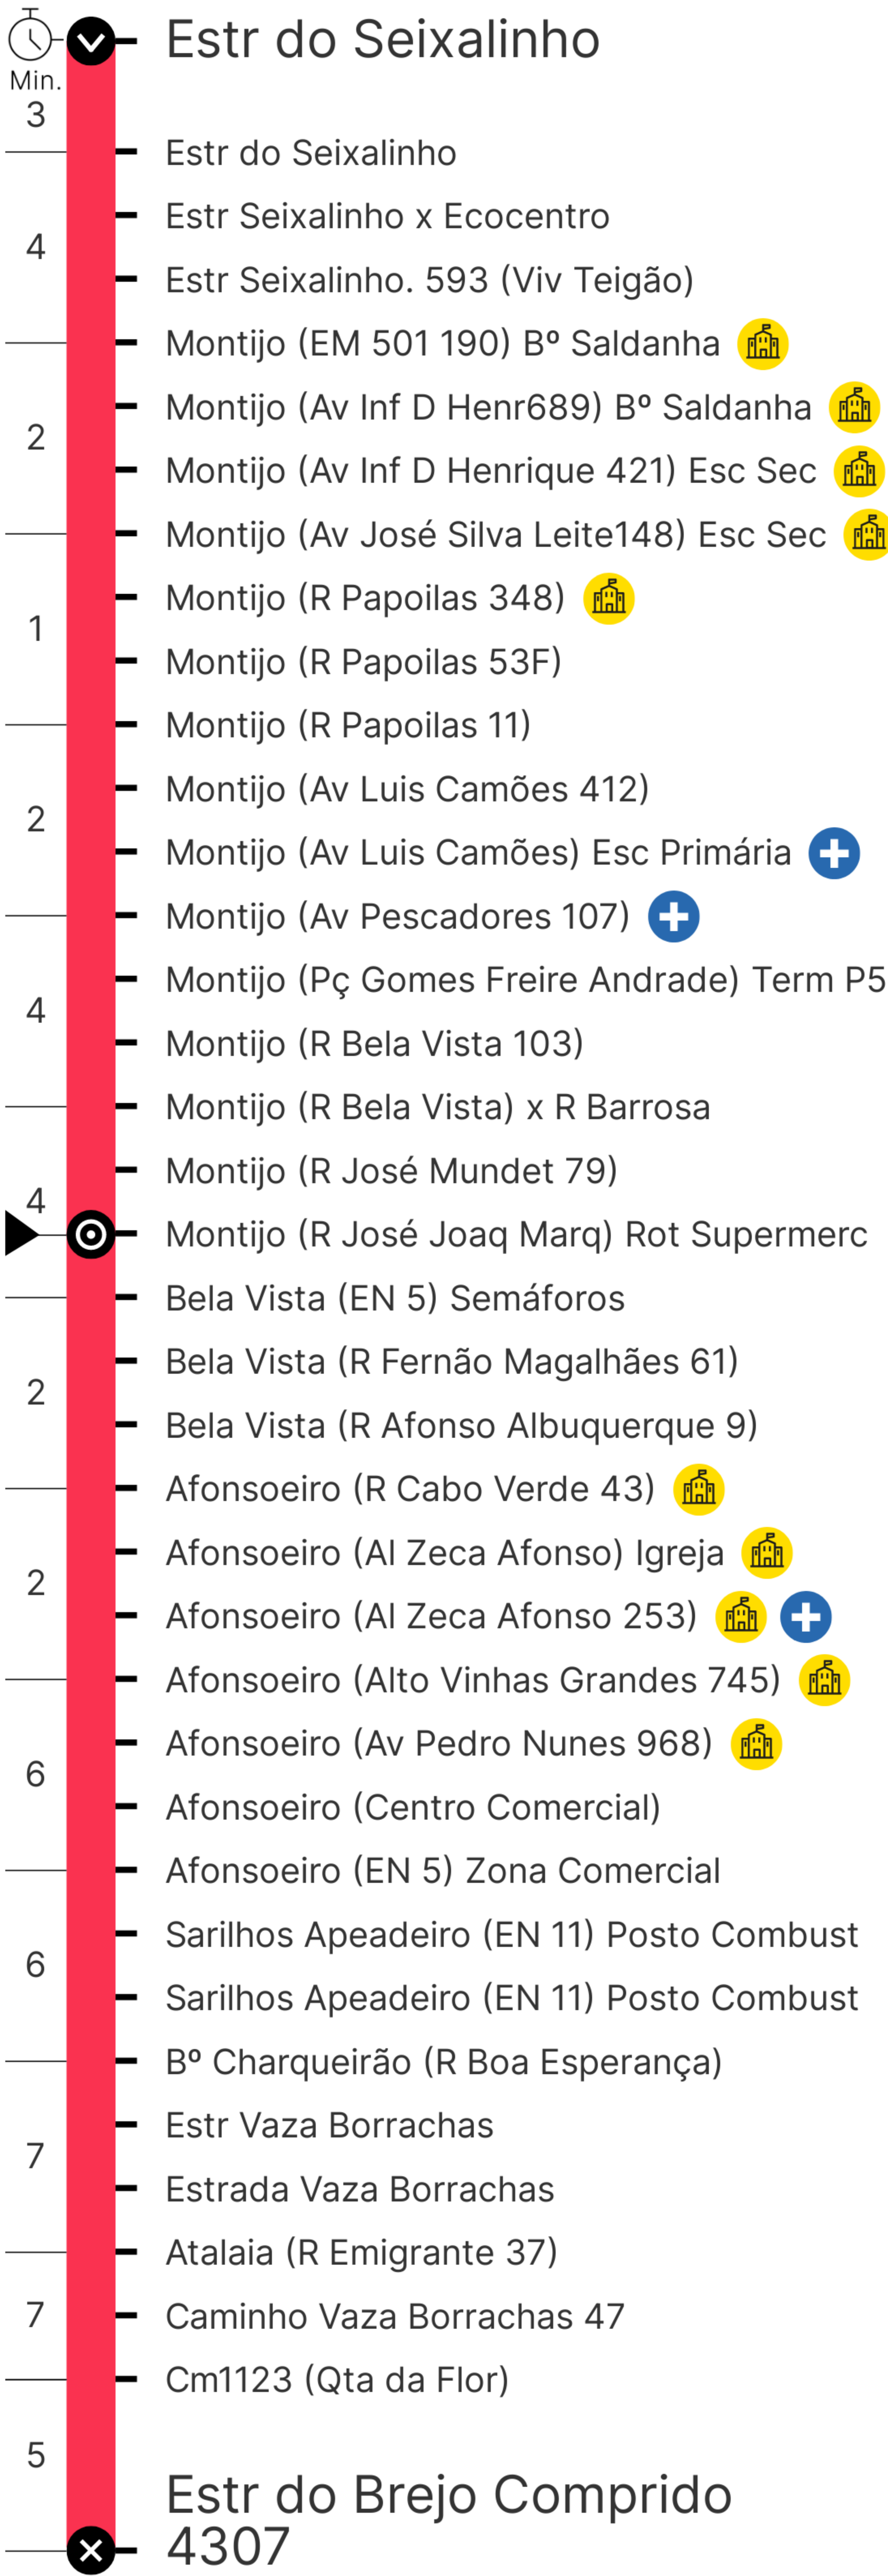 Estr do Seixalinho
Min.
3
Estr do Seixalinho
Estr Seixalinho x Ecocentro
4
Estr Seixalinho. 593 (Viv Teigão)
Montijo (EM 501 190) Bº Saldanha
Montijo (Av Inf D Henr689) Bº Saldanha
2
Montijo (Av Inf D Henrique 421) Esc Sec
Montijo (Av José Silva Leite148) Esc Sec
Montijo (R Papoilas 348)
1
Montijo (R Papoilas 53F)
Montijo (R Papoilas 11)
Montijo (Av Luis Camões 412)
2
Montijo (Av Luis Camões) Esc Primária
Montijo (Av Pescadores 107)
Montijo (Pç Gomes Freire Andrade) Term P5
4
Montijo (R Bela Vista 103)
Montijo (R Bela Vista) x R Barrosa
Montijo (R José Mundet 79)
4
Montijo (R José Joaq Marq) Rot Supermerc
Bela Vista (EN 5) Semáforos
Bela Vista (R Fernão Magalhães 61)
2
Bela Vista (R Afonso Albuquerque 9)
Afonsoeiro (R Cabo Verde 43)
Afonsoeiro (Al Zeca Afonso) Igreja
2
Afonsoeiro (Al Zeca Afonso 253)
Afonsoeiro (Alto Vinhas Grandes 745)
Afonsoeiro (Av Pedro Nunes 968)
6
Afonsoeiro (Centro Comercial)
Afonsoeiro (EN 5) Zona Comercial
Sarilhos Apeadeiro (EN 11) Posto Combust
6
Sarilhos Apeadeiro (EN 11) Posto Combust
Bº Charqueirão (R Boa Esperança)
Estr Vaza Borrachas
7
Estrada Vaza Borrachas
Atalaia (R Emigrante 37)
7
Caminho Vaza Borrachas 47
Cm1123 (Qta da Flor)
5
Estr do Brejo Comprido
4307